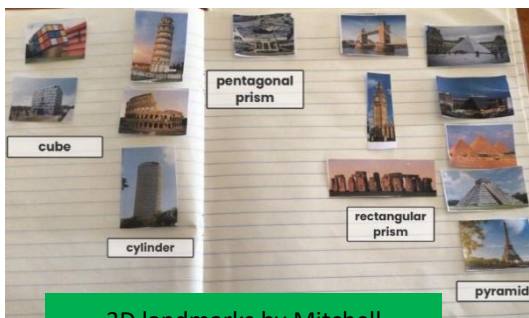 pentagonal
prism
cube
rectangular
prism
cylinder
pyramid
3D landmarks by Mitchell